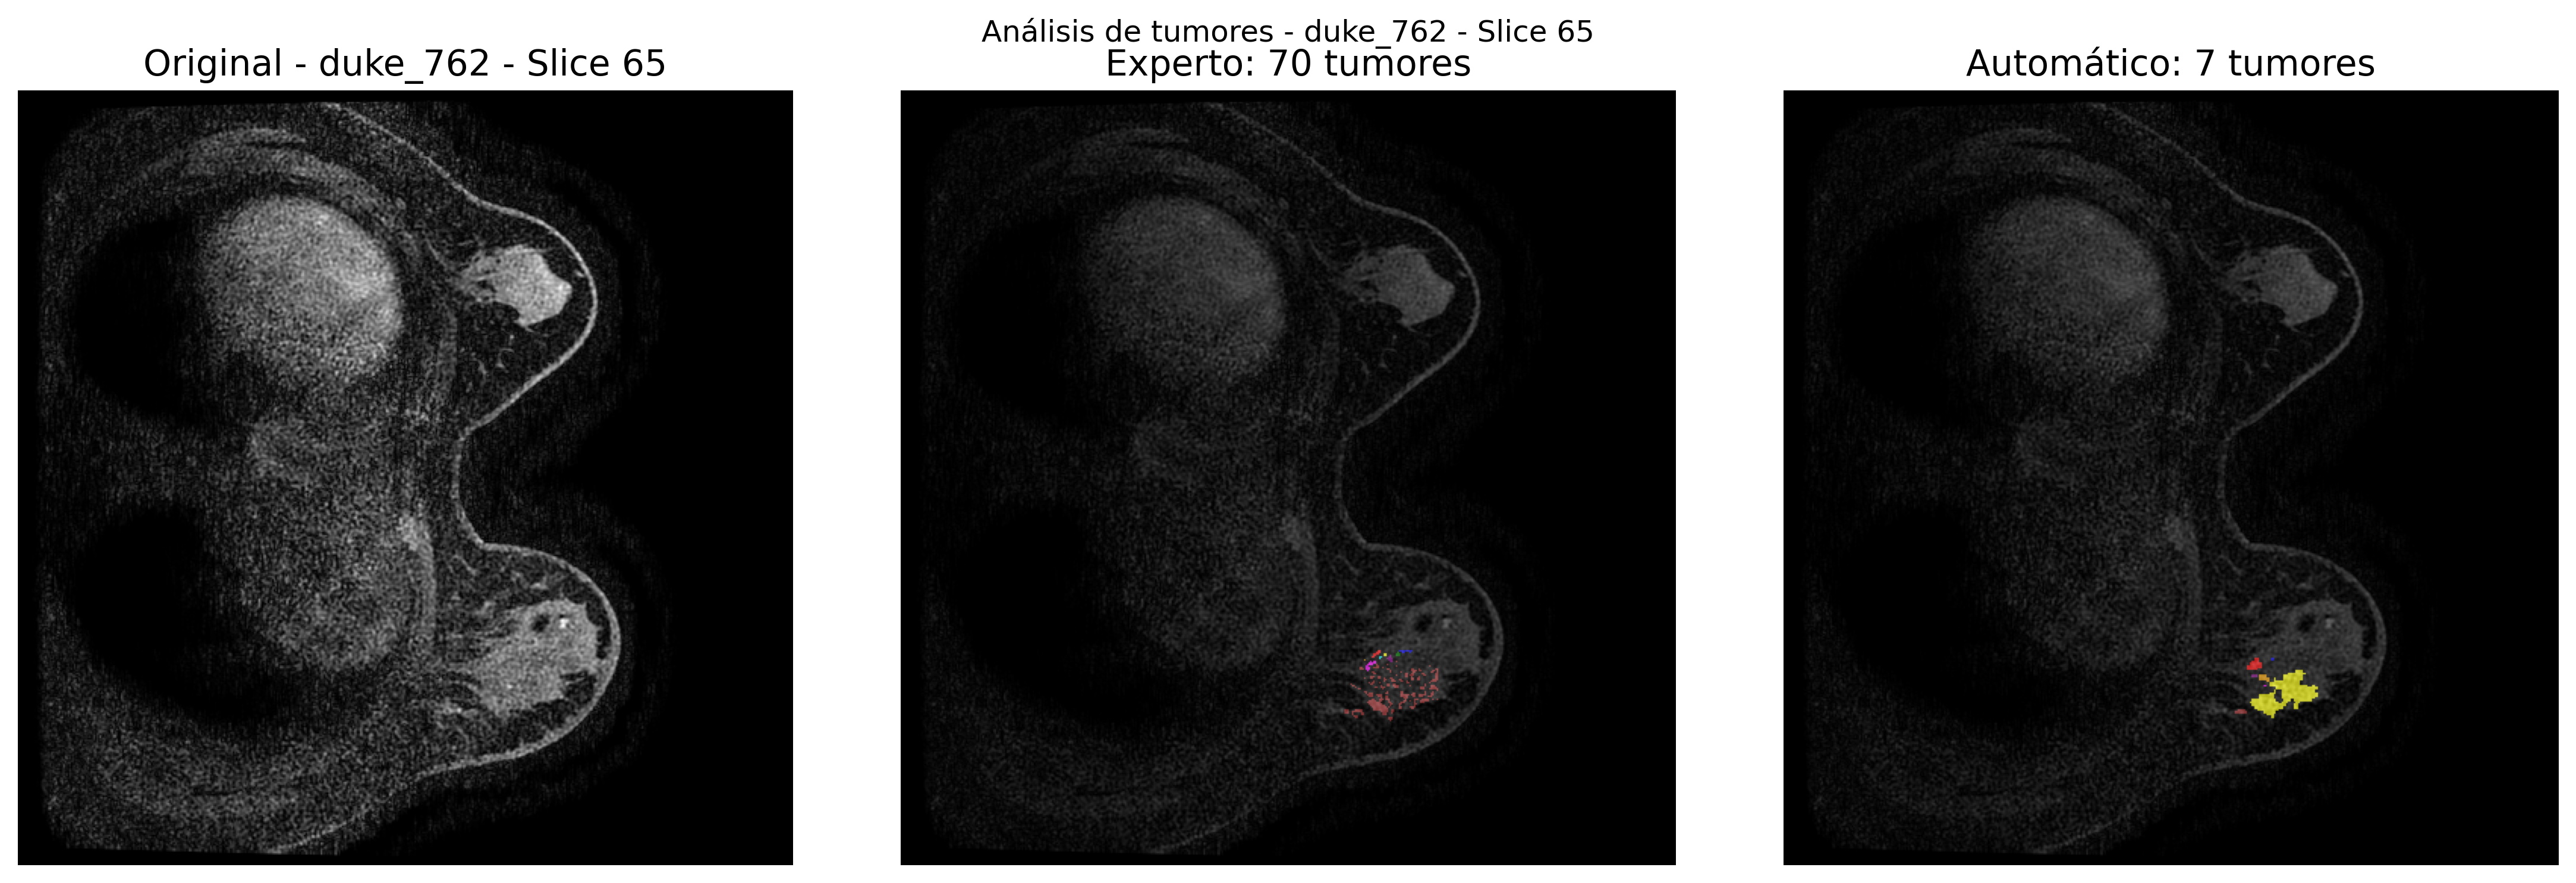 Análisis de tumores - duke_762 - Slice 65
Original - duke_762 - Slice 65
Experto: 70 tumores
Automático: 7 tumores